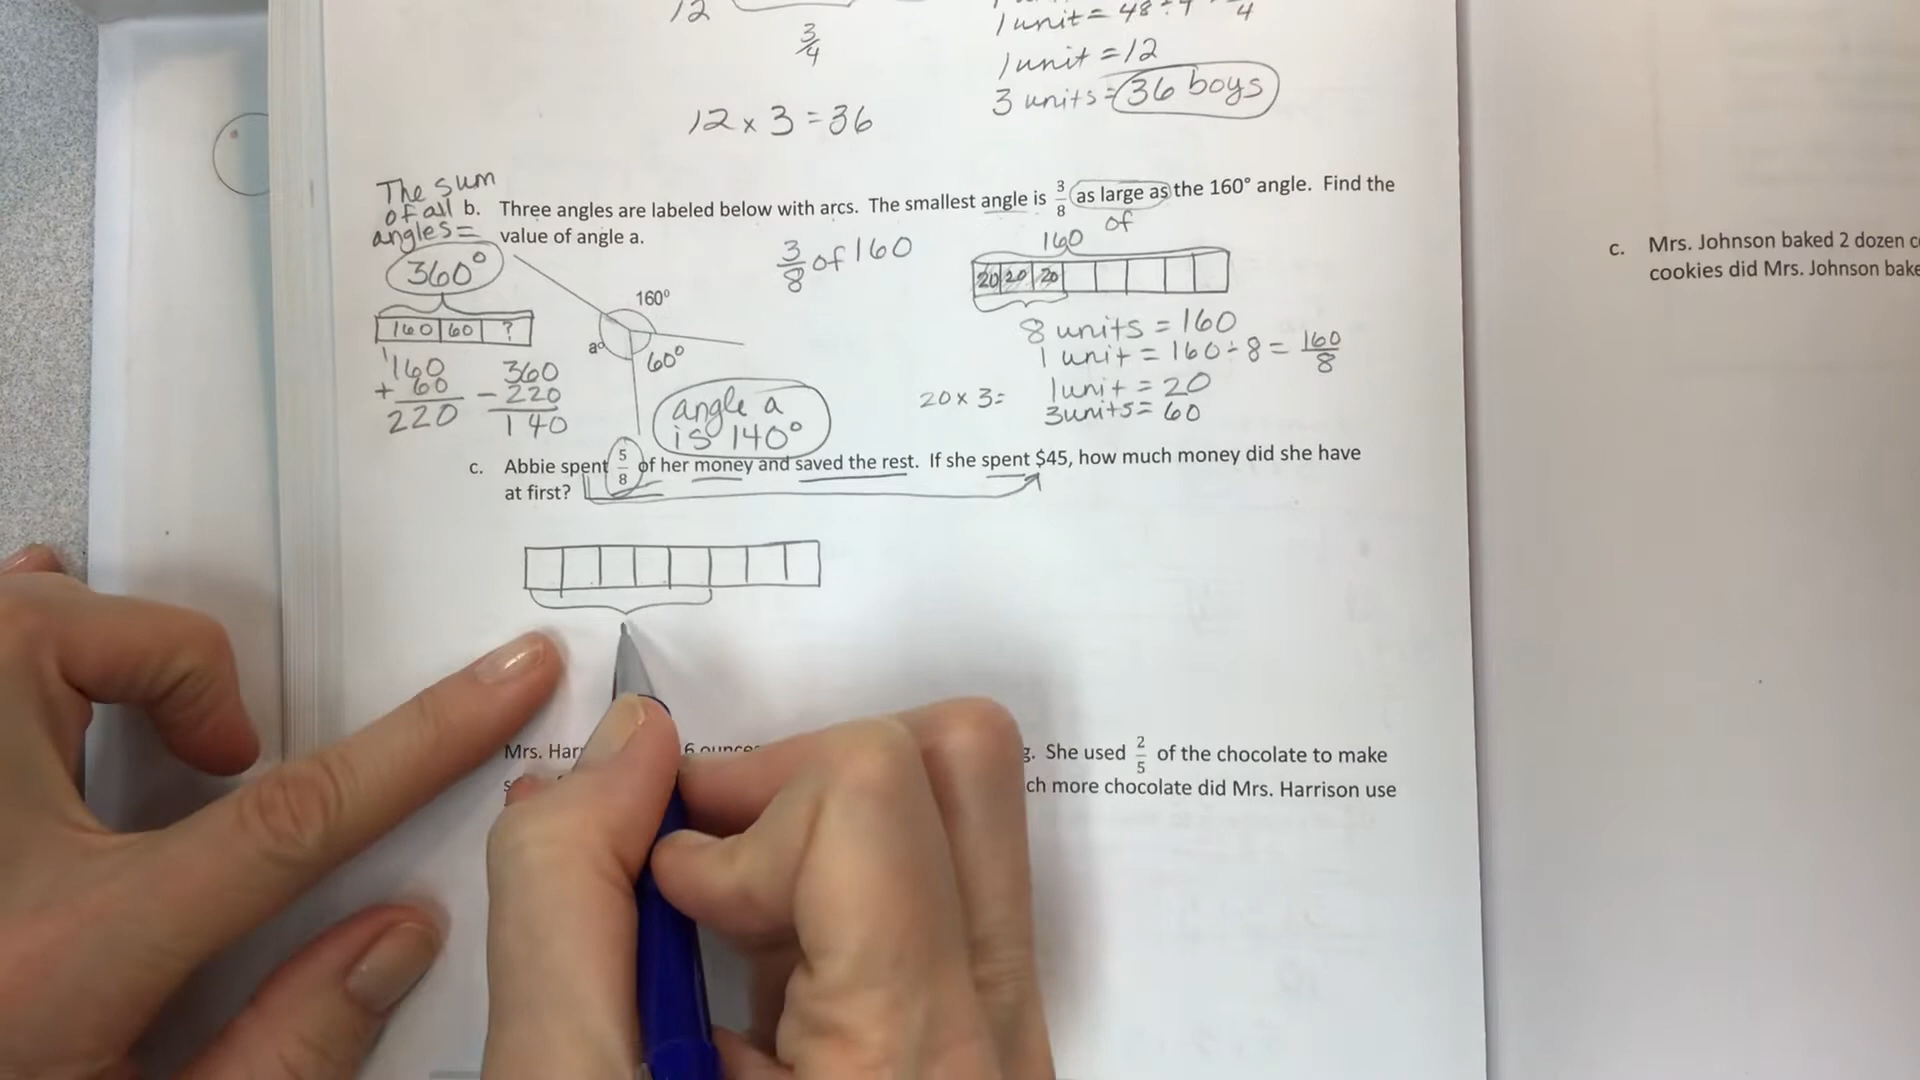 12
3/4
1 unit = 48 ÷ 4
4
1 unit = 12
3 units = 36 boys
12 x 3 = 36
The sum
of all
angles =
360°
160 60 ?
160
+ 60
220
360
- 220
140
b. Three angles are labeled below with arcs. The smallest angle is 3/8 as large as the 160° angle. Find the
value of angle a.
of
3/8 of 160
160
20 20 20
160°
a°
60°
8 units = 160
1 unit = 160 ÷ 8 = 160/8
20 x 3 =
1 unit = 20
3 units = 60
angle a
is 140°
c. Abbie spent 5/8 of her money and saved the rest. If she spent $45, how much money did she have
at first?
Mrs. 6 She used 2/5 of the chocolate to make
more chocolate did Mrs. Harrison use
c. Mrs. Johnson baked 2 dozen
cookies did Mrs. Johnson